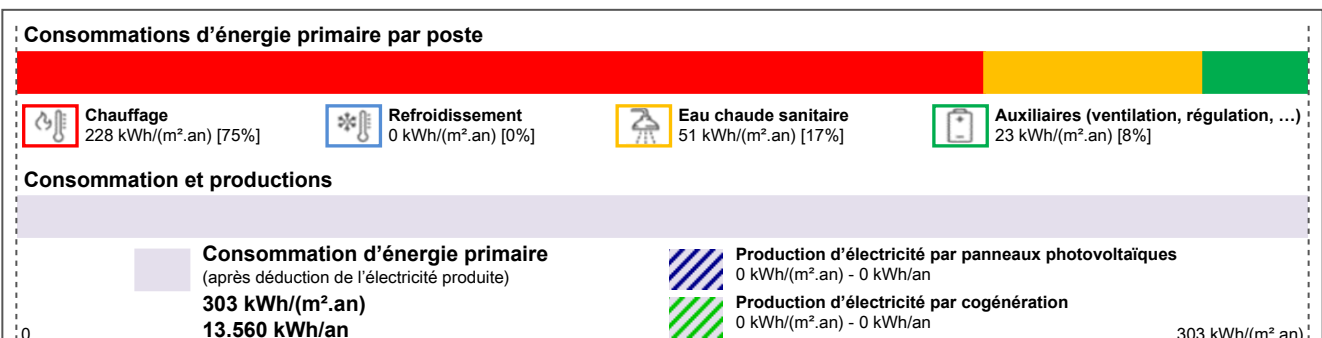 Consommations d’énergie primaire par poste
Chauffage
228 kWh/(m².an) [75%]
Refroidissement
0 kWh/(m².an) [0%]
Eau chaude sanitaire
51 kWh/(m².an) [17%]
Auxiliaires (ventilation, régulation, …)
23 kWh/(m².an) [8%]
Consommation et productions
Consommation d’énergie primaire
(après déduction de l’électricité produite)
303 kWh/(m².an)
13.560 kWh/an
Production d’électricité par panneaux photovoltaïques
0 kWh/(m².an) - 0 kWh/an
Production d’électricité par cogénération
0 kWh/(m².an) - 0 kWh/an
0
303 kWh/(m².an)